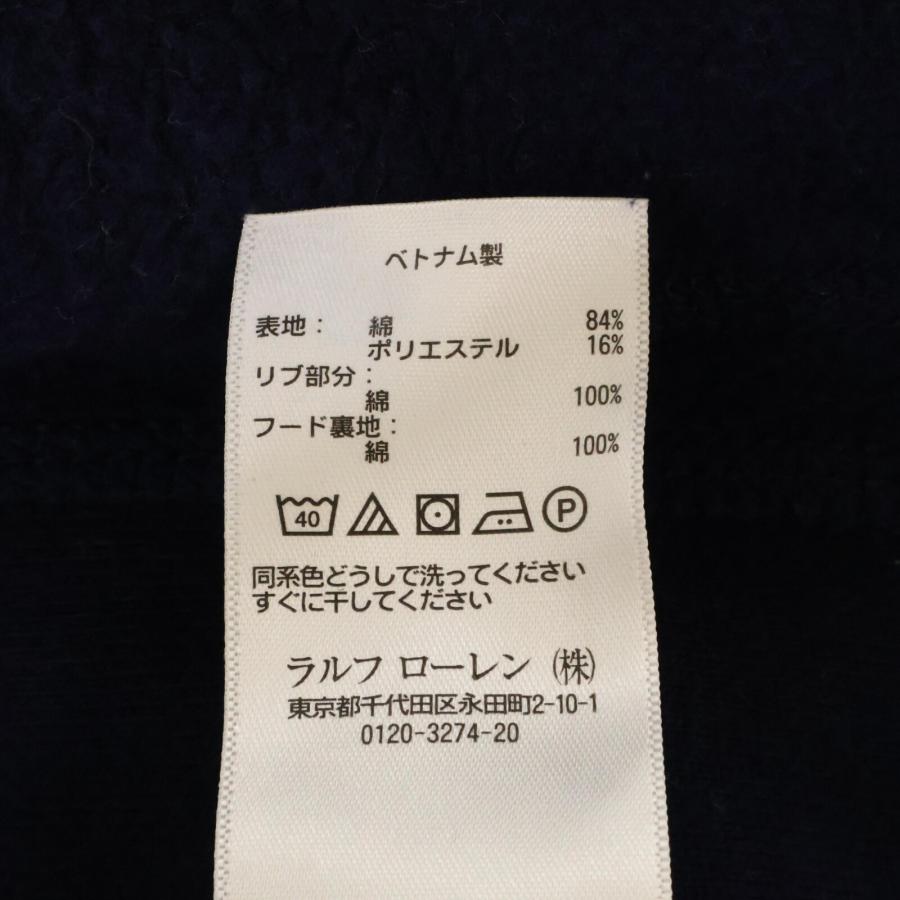 ベトナム製
表地: 綿 84%
ポリエステル 16%
リブ部分:
綿 100%
フード裏地:
綿 100%
40 P
同系色どうしで洗ってください
すぐに干してください
ラルフ ローレン ㈱
東京都千代田区永田町2-10-1
0120-3274-20